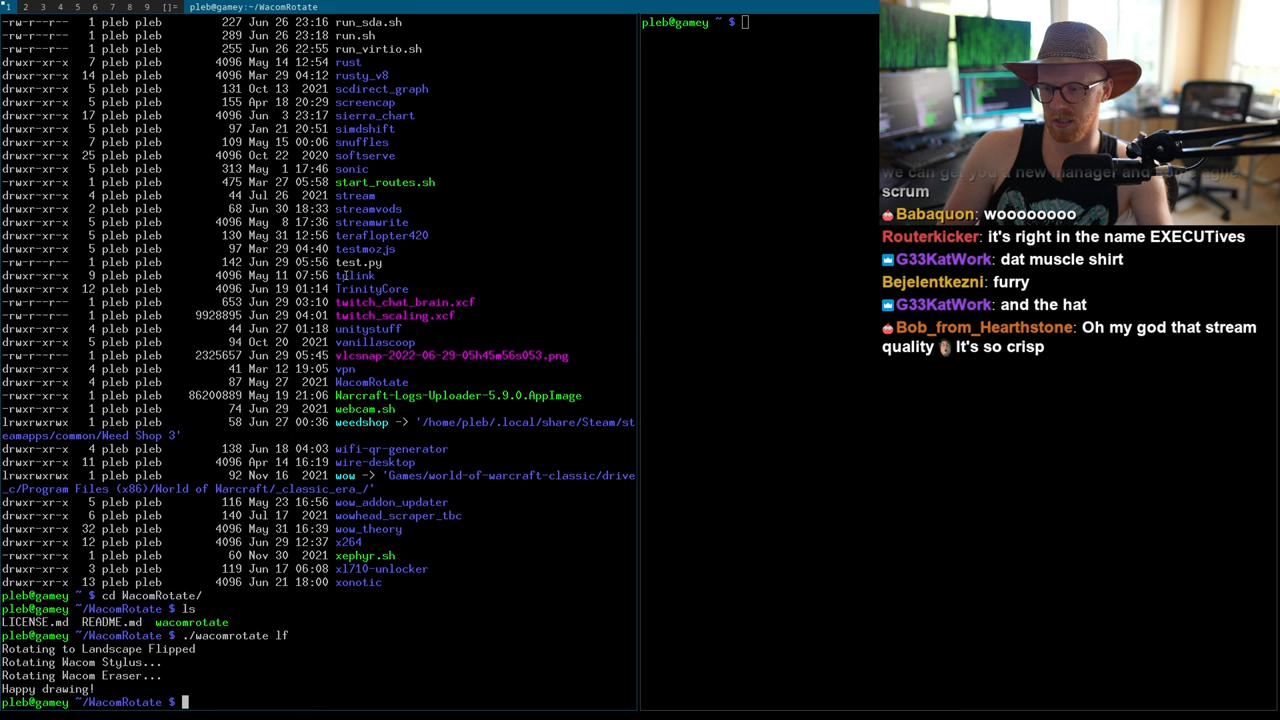 1 2 3 4 5 6 7 8 9 []= pleb@gamey:~/WacomRotate
-rw-r--r-- 1 pleb pleb 227 Jun 26 23:16 run_sda.sh
-rw-r--r-- 1 pleb pleb 289 Jun 26 23:18 run.sh
-rw-r--r-- 1 pleb pleb 255 Jun 26 22:55 run_virtio.sh
drwxr-xr-x 7 pleb pleb 4096 May 14 12:54 rust
drwxr-xr-x 14 pleb pleb 4096 Mar 29 04:12 rusty_v8
drwxr-xr-x 5 pleb pleb 131 Oct 13 2021 scdirect_graph
drwxr-xr-x 5 pleb pleb 155 Apr 18 20:29 screencap
drwxr-xr-x 17 pleb pleb 4096 Jun 3 23:17 sierra_chart
drwxr-xr-x 5 pleb pleb 97 Jan 21 20:51 simdshift
drwxr-xr-x 7 pleb pleb 109 May 15 00:06 snuffles
drwxr-xr-x 25 pleb pleb 4096 Oct 22 2020 softserve
drwxr-xr-x 5 pleb pleb 313 May 1 17:46 sonic
-rwxr-xr-x 1 pleb pleb 475 Mar 27 05:58 start_routes.sh
drwxr-xr-x 4 pleb pleb 44 Jul 26 2021 stream
drwxr-xr-x 2 pleb pleb 68 Jun 30 18:33 streamvods
drwxr-xr-x 5 pleb pleb 4096 May 8 17:36 streamwrite
drwxr-xr-x 5 pleb pleb 130 May 31 12:56 teraflopter420
drwxr-xr-x 5 pleb pleb 97 Mar 29 04:40 testmozjs
-rw-r--r-- 1 pleb pleb 142 Jun 29 05:56 test.py
drwxr-xr-x 9 pleb pleb 4096 May 11 07:56
drwxr-xr-x 12 pleb pleb 4096 Jun 19 01:14 TrinityCore
-rw-r--r-- 1 pleb pleb 653 Jun 29 03:10 twitch_chat_brain.xcf
-rw-r--r-- 1 pleb pleb 9928895 Jun 29 04:01 twitch_scaling.xcf
drwxr-xr-x 4 pleb pleb 44 Jun 27 01:18 unitystuff
drwxr-xr-x 5 pleb pleb 94 Oct 20 2021 vanillascoop
-rw-r--r-- 1 pleb pleb 2325657 Jun 29 05:45 vlcsnap-2022-06-29-05h45m56s053.png
drwxr-xr-x 4 pleb pleb 41 Mar 12 19:05 vpn
drwxr-xr-x 4 pleb pleb 87 May 27 2021 WacomRotate
-rwxr-xr-x 1 pleb pleb 86200889 May 19 21:06 Warcraft-Logs-Uploader-5.9.0.AppImage
-rwxr-xr-x 1 pleb pleb 74 Jun 29 2021 webcam.sh
lrwxrwxrwx 1 pleb pleb 58 Jun 27 00:36 weedshop -> '/home/pleb/.local/share/Steam/st
eamapps/common/Weed Shop 3'
drwxr-xr-x 4 pleb pleb 138 Jun 18 04:03 wifi-qr-generator
drwxr-xr-x 11 pleb pleb 4096 Apr 14 16:19 wire-desktop
lrwxrwxrwx 1 pleb pleb 92 Nov 16 2021 wow -> 'Games/world-of-warcraft-classic/drive
_c/Program Files (x86)/World of Warcraft/_classic_era_/'
drwxr-xr-x 5 pleb pleb 116 May 23 16:56 wow_addon_updater
drwxr-xr-x 6 pleb pleb 140 Jul 17 2021 wowhead_scraper_tbc
drwxr-xr-x 32 pleb pleb 4096 May 31 16:39 wow_theory
drwxr-xr-x 12 pleb pleb 4096 Jun 29 12:37 x264
-rwxr-xr-x 1 pleb pleb 60 Nov 30 2021 xephyr.sh
drwxr-xr-x 3 pleb pleb 119 Jun 17 06:08 xl710-unlocker
drwxr-xr-x 13 pleb pleb 4096 Jun 21 18:00 xonotic
pleb@gamey ~ $ cd WacomRotate/
pleb@gamey ~/WacomRotate $ ls
LICENSE.md README.md wacomrotate
pleb@gamey ~/WacomRotate $ ./wacomrotate lf
Rotating to Landscape Flipped
Rotating Wacom Stylus...
Rotating Wacom Eraser...
Happy drawing!
pleb@gamey ~/WacomRotate $
pleb@gamey ~ $
we can get you a new manager and some agile
scrum
Babaquon: woooooooo
Routerkicker: it's right in the name EXECUTives
G33KatWork: dat muscle shirt
Bejelentkezni: furry
G33KatWork: and the hat
Bob_from_Hearthstone: Oh my god that stream
quality It's so crisp